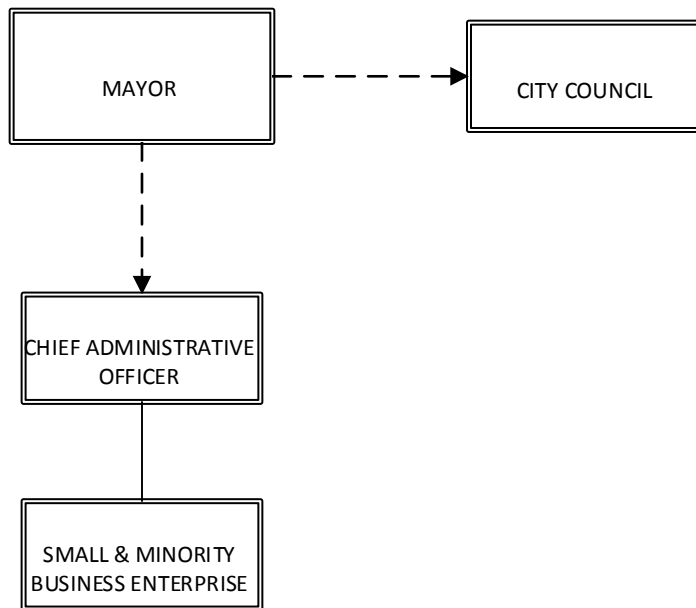 MAYOR
CITY COUNCIL
CHIEF ADMINISTRATIVE
OFFICER
SMALL & MINORITY
BUSINESS ENTERPRISE